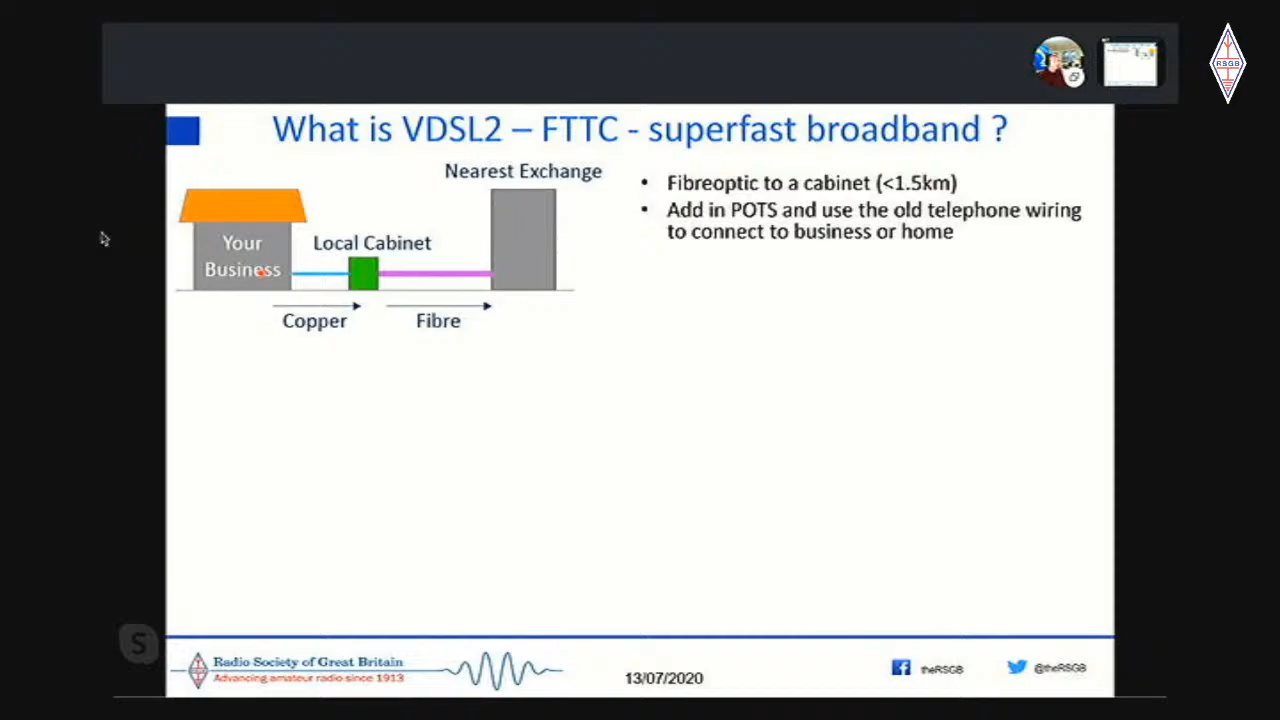 RSGB
What is VDSL2 – FTTC - superfast broadband ?
Nearest Exchange
Your
Business
Local Cabinet
Copper
Fibre
• Fibreoptic to a cabinet (<1.5km)
• Add in POTS and use the old telephone wiring
to connect to business or home
S
Radio Society of Great Britain
Advancing amateur radio since 1913
13/07/2020
theRSGB
@theRSGB